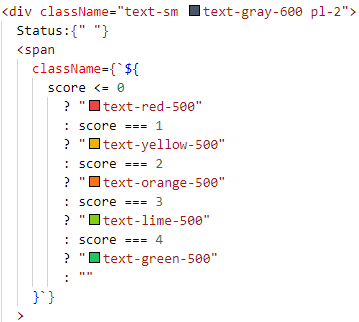 <div className="text-sm text-gray-600 pl-2">
Status:{" "}
<span
className={`${
score <= 0
? "text-red-500"
: score === 1
? "text-yellow-500"
: score === 2
? "text-orange-500"
: score === 3
? "text-lime-500"
: score === 4
? "text-green-500"
: ""
}`}
>